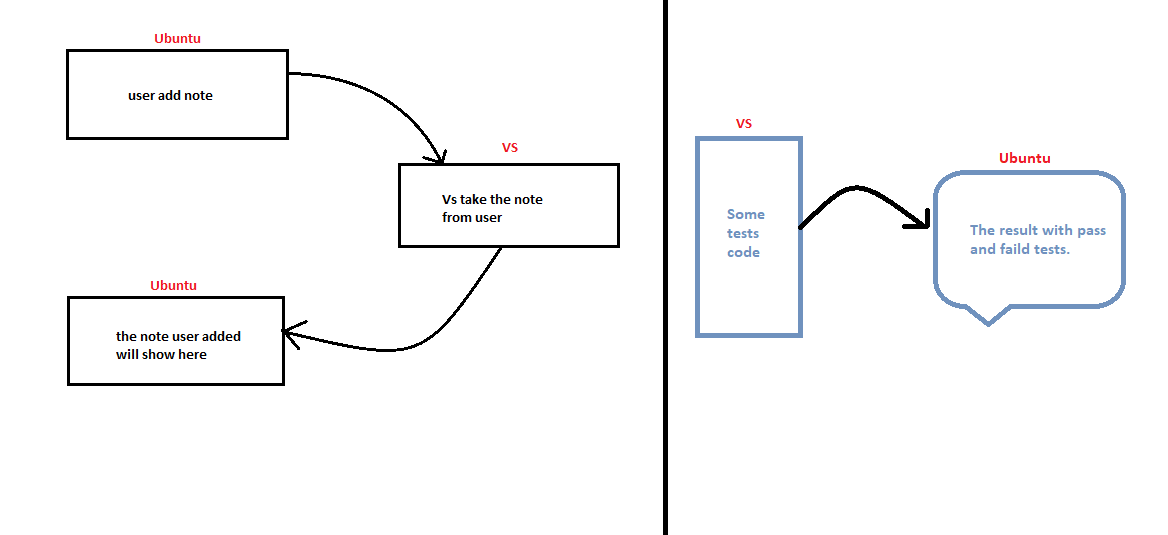 Ubuntu
user add note
VS
Vs take the note
from user
Ubuntu
the note user added
will show here
VS
Some
tests
code
Ubuntu
The result with pass
and faild tests.